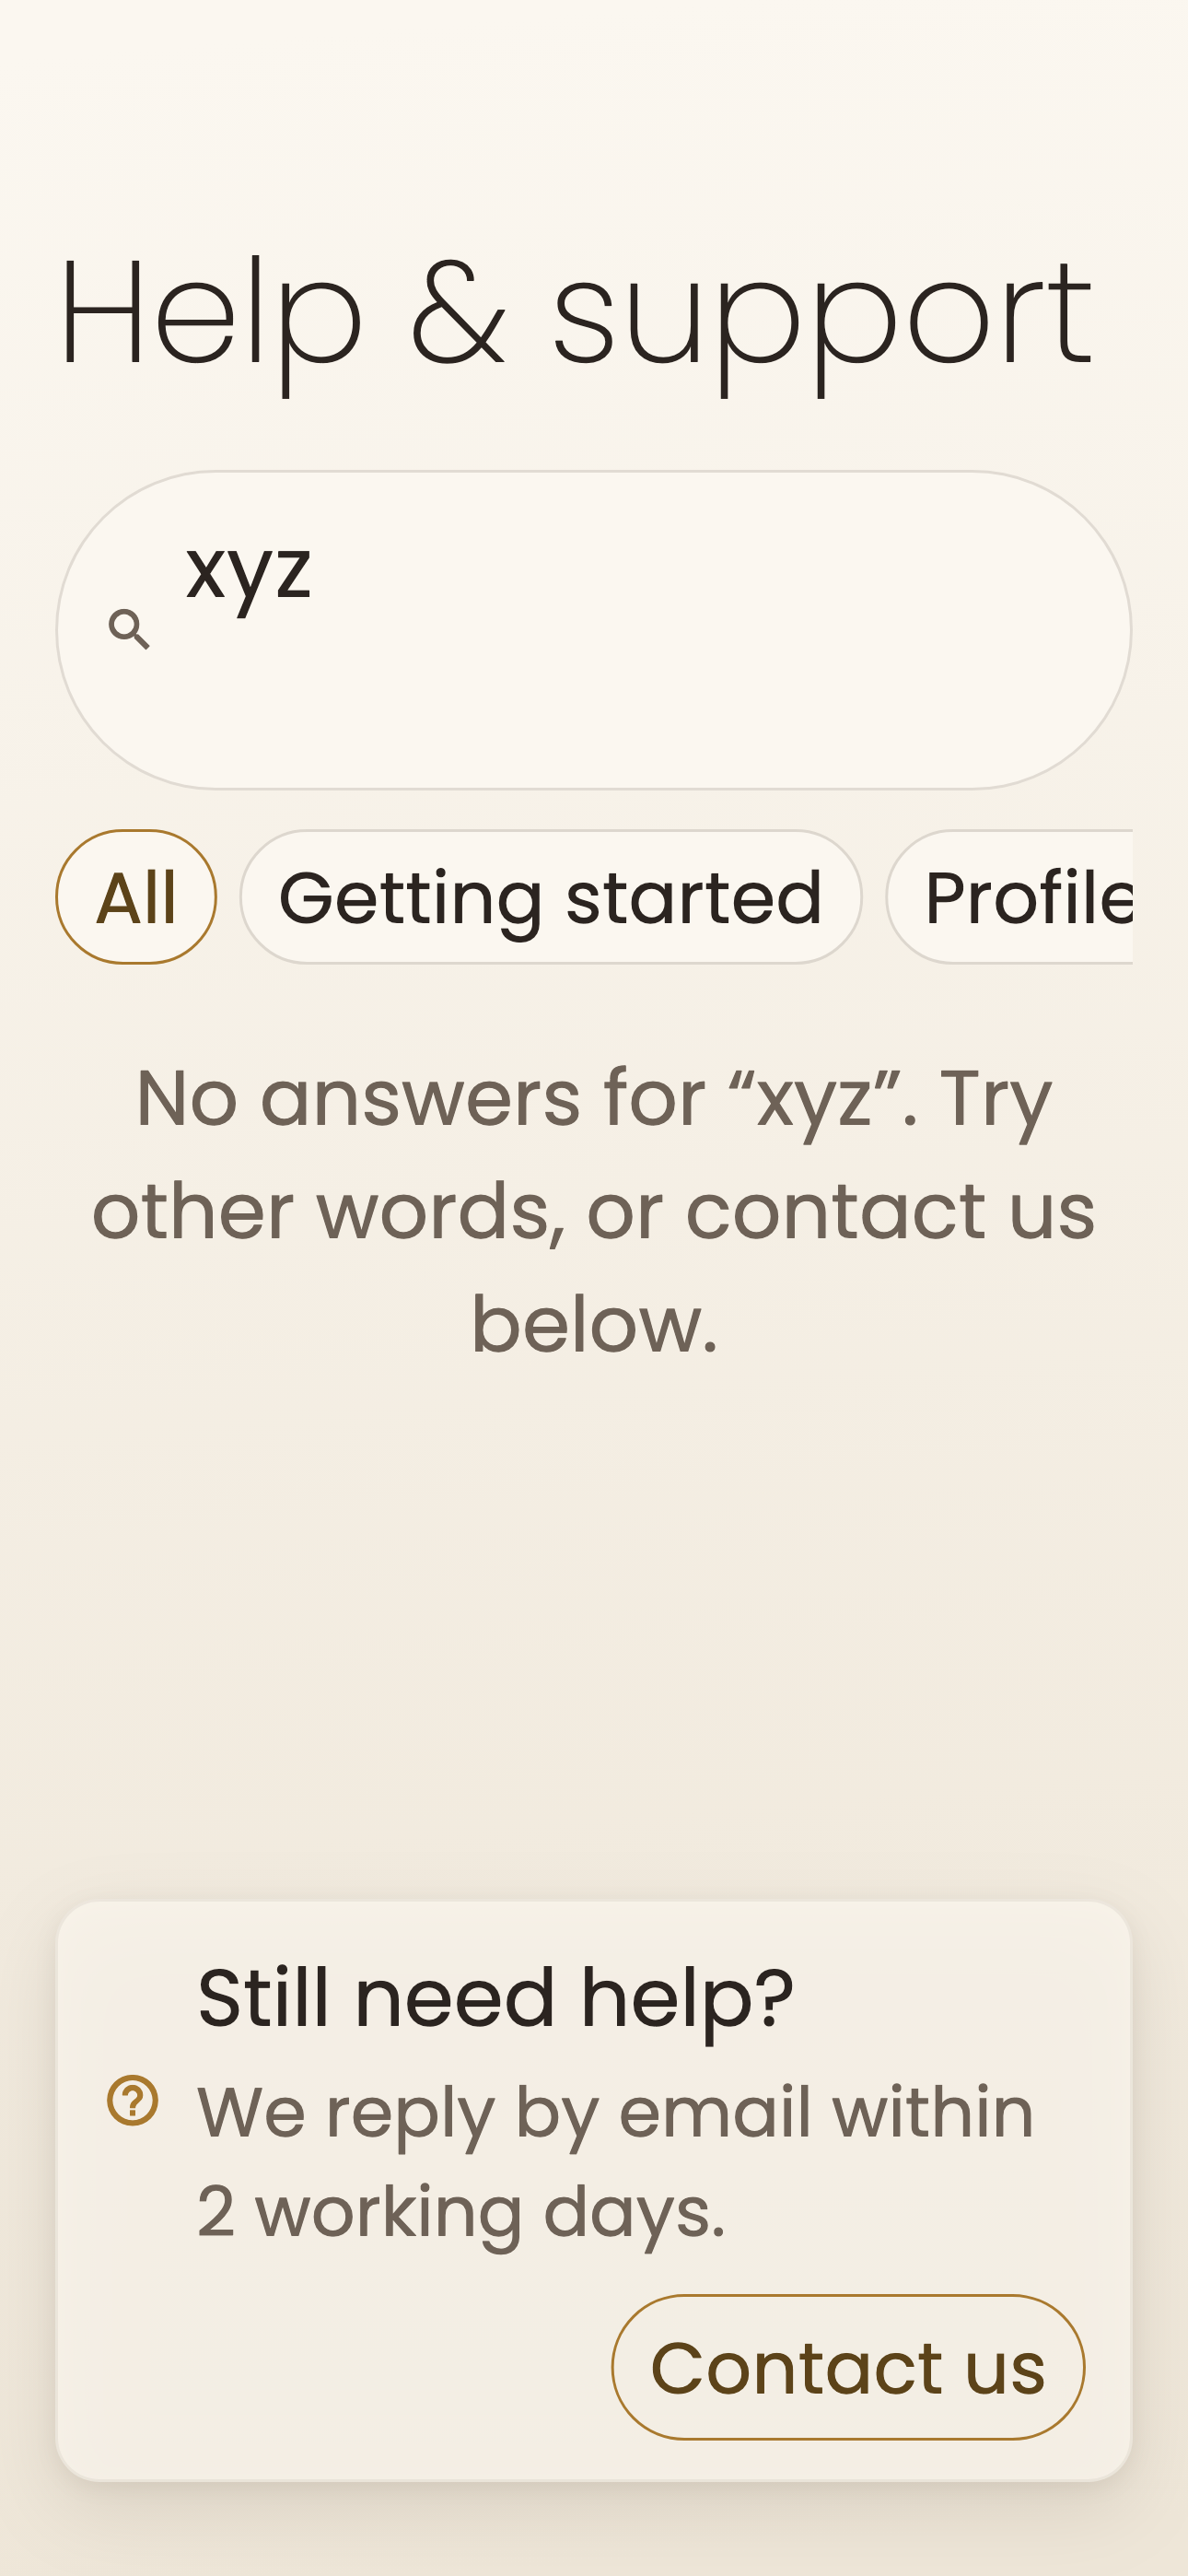 Help & support
xyz
All
Getting started
Profile
No answers for “xyz”. Try
other words, or contact us
below.
Still need help?
We reply by email within
2 working days.
Contact us